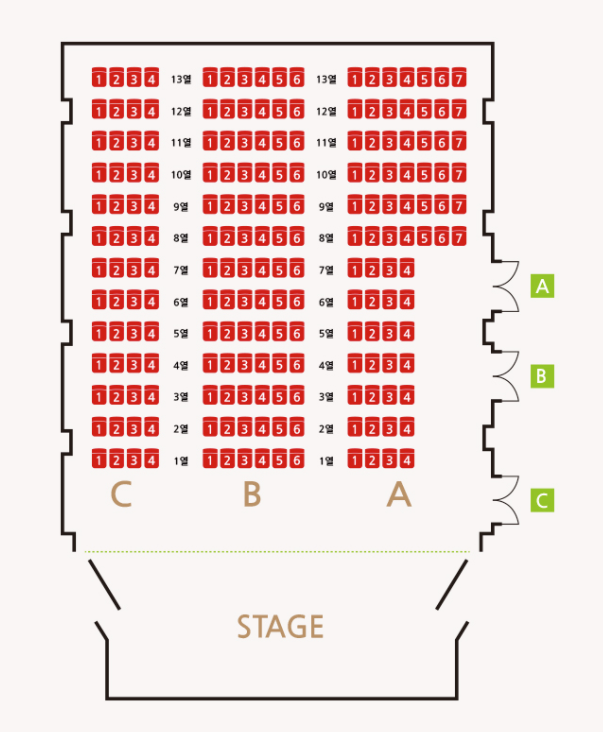 1 2 3 4 13열 1 2 3 4 5 6 13열 1 2 3 4 5 6 7
1 2 3 4 12열 1 2 3 4 5 6 12열 1 2 3 4 5 6 7
1 2 3 4 11열 1 2 3 4 5 6 11열 1 2 3 4 5 6 7
1 2 3 4 10열 1 2 3 4 5 6 10열 1 2 3 4 5 6 7
1 2 3 4 9열 1 2 3 4 5 6 9열 1 2 3 4 5 6 7
1 2 3 4 8열 1 2 3 4 5 6 8열 1 2 3 4 5 6 7
1 2 3 4 7열 1 2 3 4 5 6 7열 1 2 3 4
A
1 2 3 4 6열 1 2 3 4 5 6 6열 1 2 3 4
1 2 3 4 5열 1 2 3 4 5 6 5열 1 2 3 4
1 2 3 4 4열 1 2 3 4 5 6 4열 1 2 3 4
B
1 2 3 4 3열 1 2 3 4 5 6 3열 1 2 3 4
1 2 3 4 2열 1 2 3 4 5 6 2열 1 2 3 4
1 2 3 4 1열 1 2 3 4 5 6 1열 1 2 3 4
C B A
C
STAGE